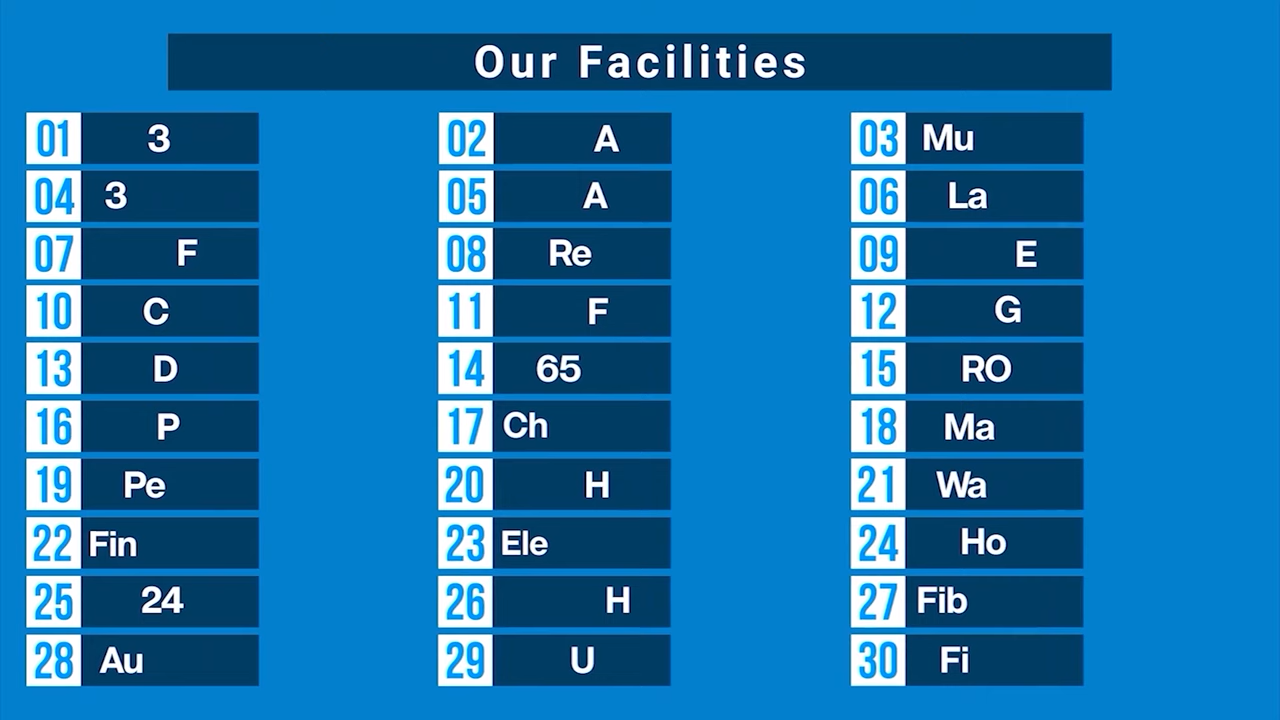 Our Facilities
01 3
02 A
03 Mu
04 3
05 A
06 La
07 F
08 Re
09 E
10 C
11 F
12 G
13 D
14 65
15 RO
16 P
17 Ch
18 Ma
19 Pe
20 H
21 Wa
22 Fin
23 Ele
24 Ho
25 24
26 H
27 Fib
28 Au
29 U
30 Fi